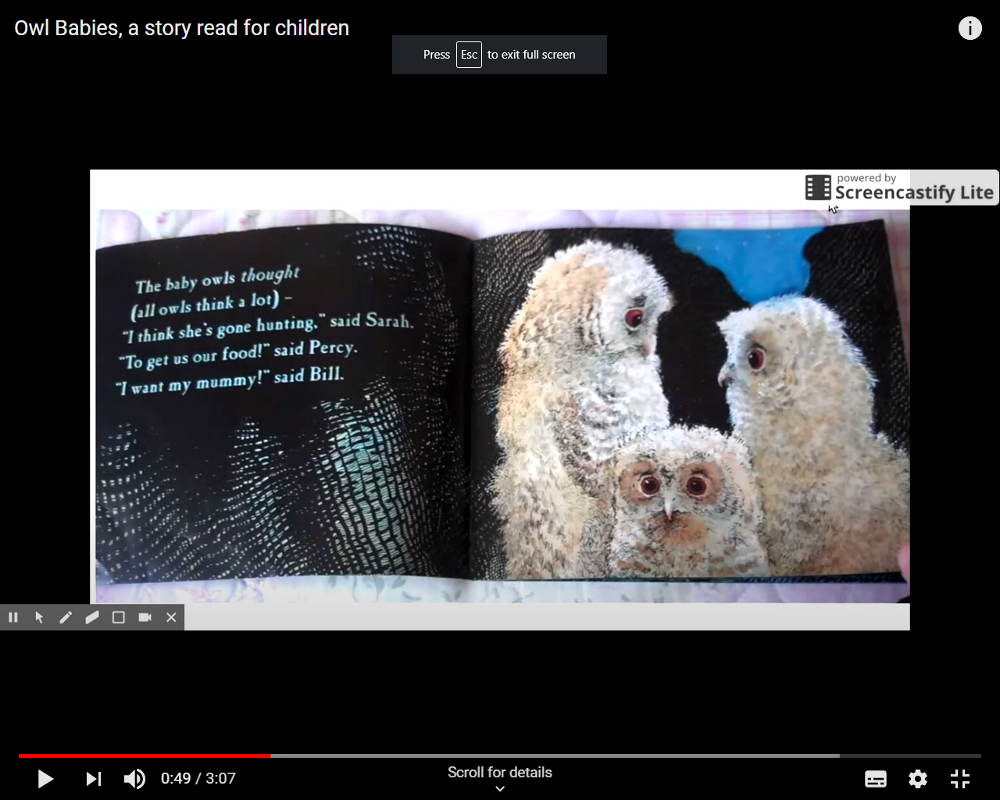 Owl Babies, a story read for children
Press Esc to exit full screen
powered by
Screencastify Lite
The baby owls thought
(all owls think a lot) –
"I think she's gone hunting," said Sarah.
"To get us our food!" said Percy.
"I want my mummy!" said Bill.
0:49 / 3:07
Scroll for details